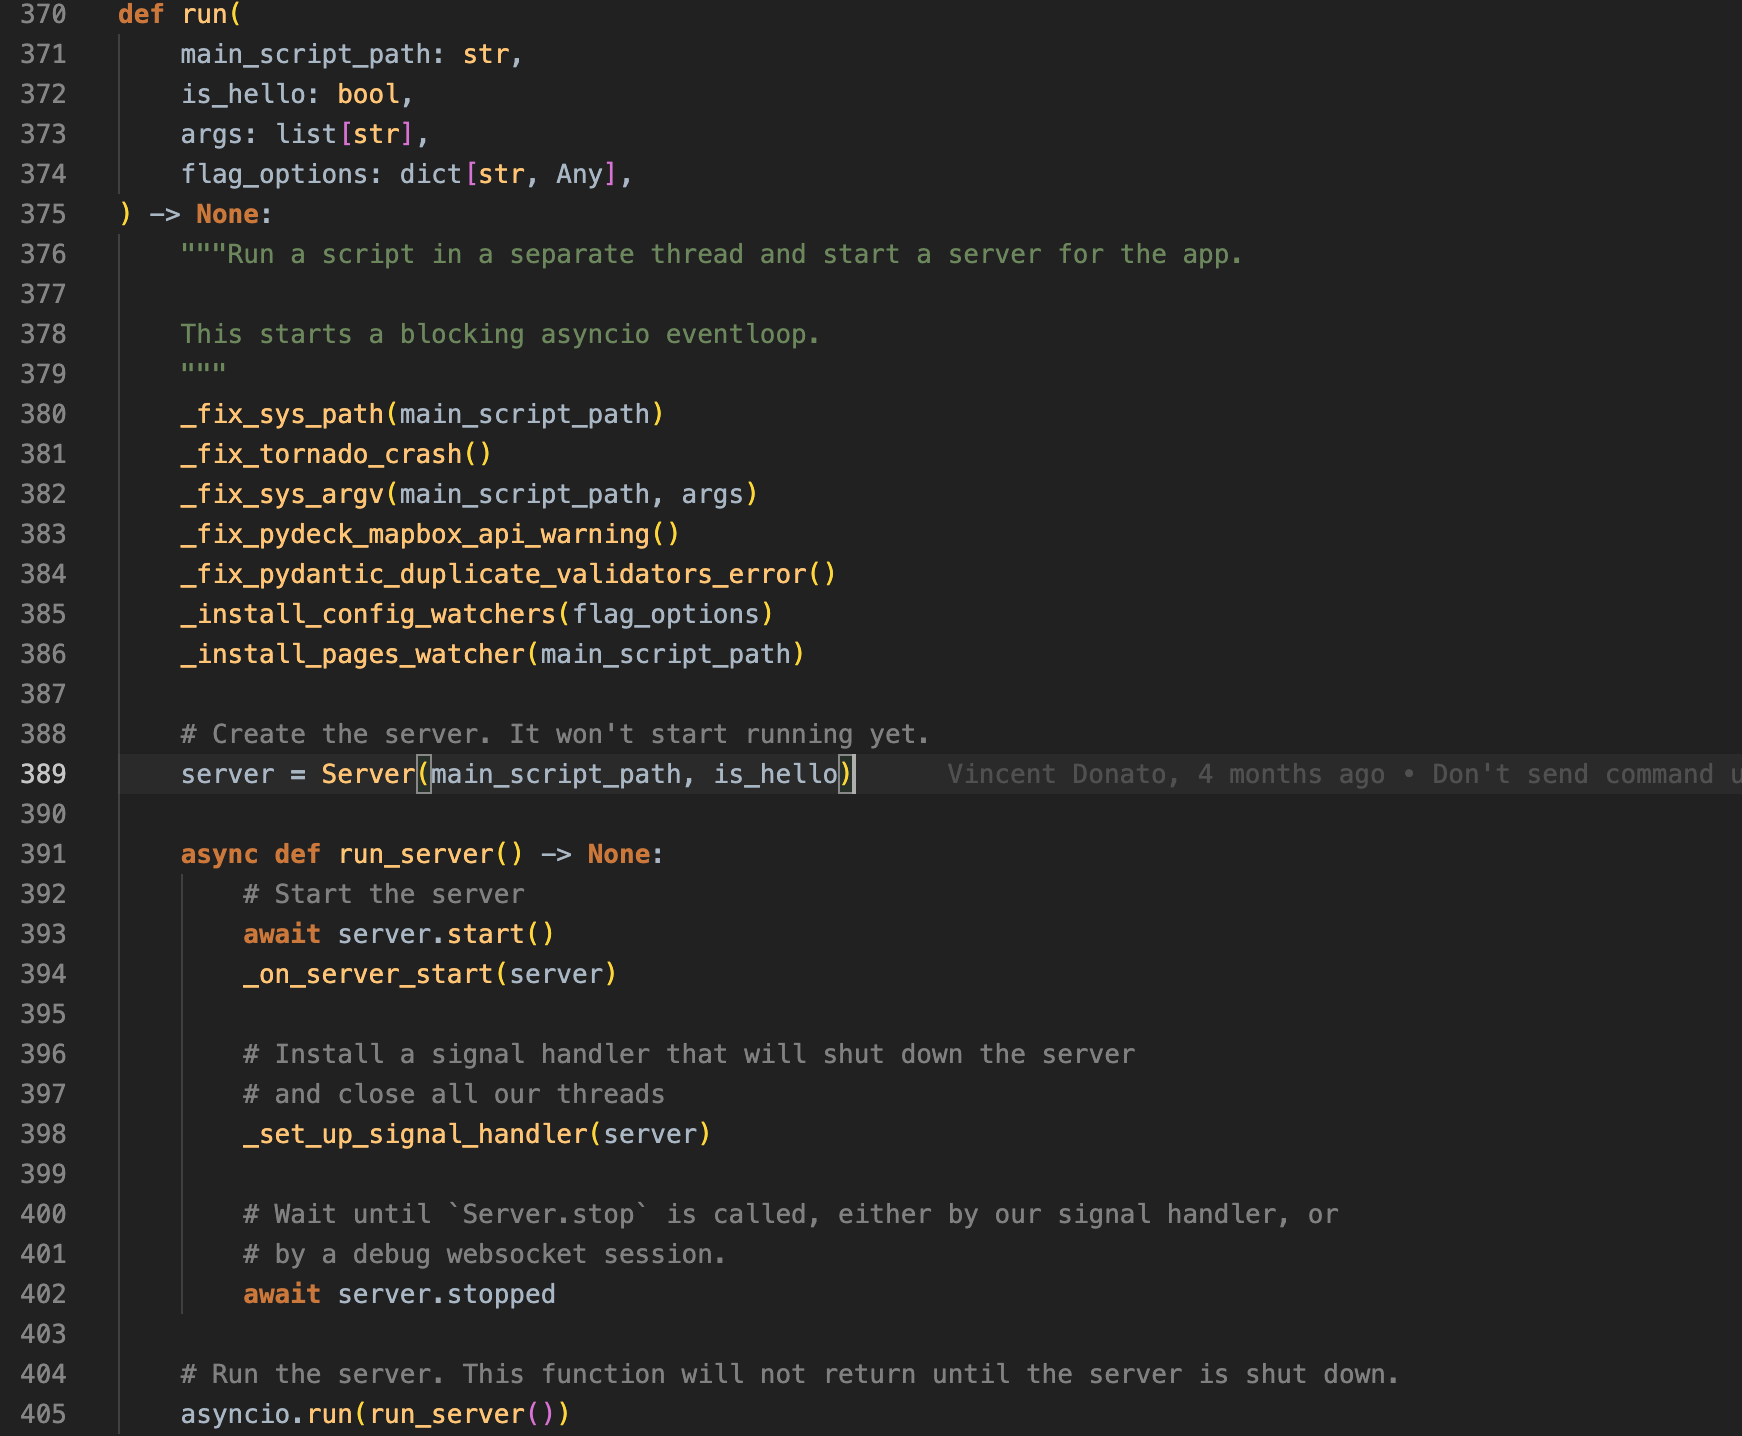 370 def run(
371     main_script_path: str,
372     is_hello: bool,
373     args: list[str],
374     flag_options: dict[str, Any],
375 ) -> None:
376     """Run a script in a separate thread and start a server for the app.
377
378     This starts a blocking asyncio eventloop.
379     """
380     _fix_sys_path(main_script_path)
381     _fix_tornado_crash()
382     _fix_sys_argv(main_script_path, args)
383     _fix_pydeck_mapbox_api_warning()
384     _fix_pydantic_duplicate_validators_error()
385     _install_config_watchers(flag_options)
386     _install_pages_watcher(main_script_path)
387
388     # Create the server. It won't start running yet.
389     server = Server(main_script_path, is_hello)      Vincent Donato, 4 months ago • Don't send command u
390
391     async def run_server() -> None:
392         # Start the server
393         await server.start()
394         _on_server_start(server)
395
396         # Install a signal handler that will shut down the server
397         # and close all our threads
398         _set_up_signal_handler(server)
399
400         # Wait until `Server.stop` is called, either by our signal handler, or
401         # by a debug websocket session.
402         await server.stopped
403
404     # Run the server. This function will not return until the server is shut down.
405     asyncio.run(run_server())